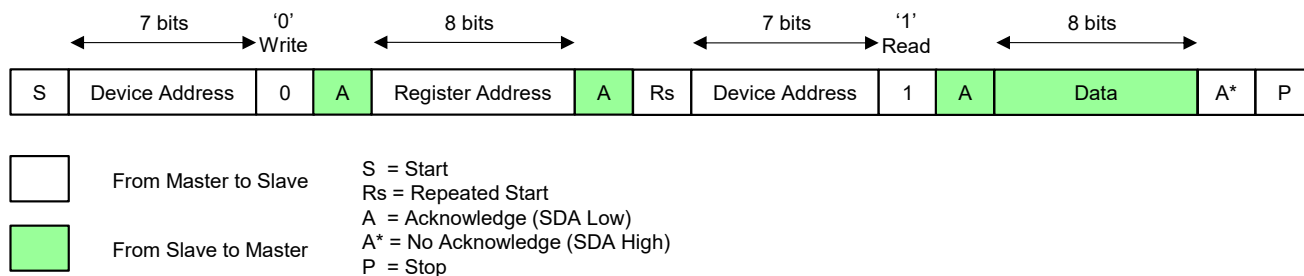 7 bits ‘0’ 8 bits 7 bits ‘1’ 8 bits
Write Read
S Device Address 0 A Register Address A Rs Device Address 1 A Data A* P
From Master to Slave
From Slave to Master
S = Start
Rs = Repeated Start
A = Acknowledge (SDA Low)
A* = No Acknowledge (SDA High)
P = Stop